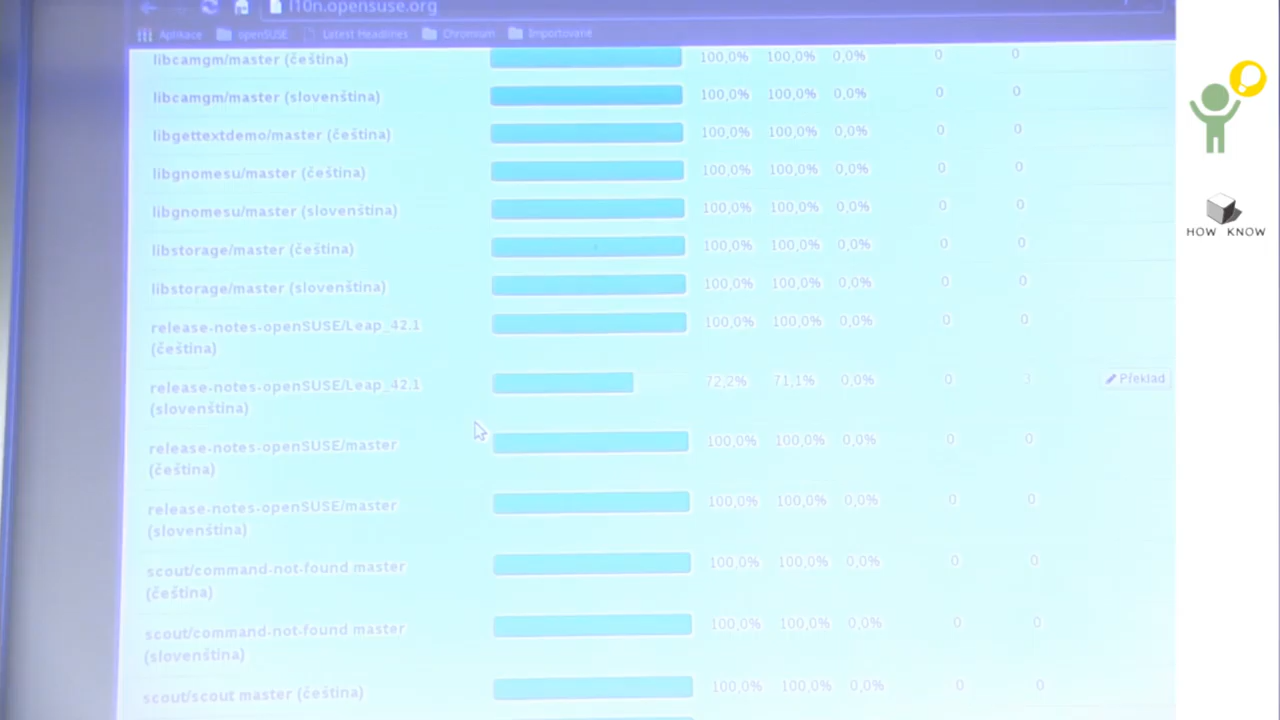 l10n.opensuse.org
Aplikace openSUSE Latest Headlines Chromium Importované
libcamgm/master (čeština) 100,0% 100,0% 0,0% 0 0
libcamgm/master (slovenština) 100,0% 100,0% 0,0% 0 0
libgettextdemo/master (čeština) 100,0% 100,0% 0,0% 0 0
libgnomesu/master (čeština) 100,0% 100,0% 0,0% 0 0
libgnomesu/master (slovenština) 100,0% 100,0% 0,0% 0 0
libstorage/master (čeština) 100,0% 100,0% 0,0% 0 0
libstorage/master (slovenština) 100,0% 100,0% 0,0% 0 0
release-notes-openSUSE/Leap_42.1 100,0% 100,0% 0,0% 0 0
(čeština)
release-notes-openSUSE/Leap_42.1 72,2% 71,1% 0,0% 0 3 Překlad
(slovenština)
release-notes-openSUSE/master 100,0% 100,0% 0,0% 0 0
(čeština)
release-notes-openSUSE/master 100,0% 100,0% 0,0% 0 0
(slovenština)
scout/command-not-found master 100,0% 100,0% 0,0% 0 0
(čeština)
scout/command-not-found master 100,0% 100,0% 0,0% 0 0
(slovenština)
scout/scout master (čeština) 100,0% 100,0% 0,0% 0 0
HOW KNOW